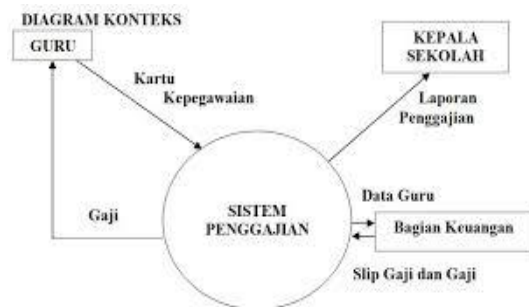 DIAGRAM KONTEKS
GURU
KEPALA
SEKOLAH
Kartu
Kepegawaian
Laporan
Penggajian
Gaji
SISTEM
PENGGAJIAN
Data Guru
Bagian Keuangan
Slip Gaji dan Gaji